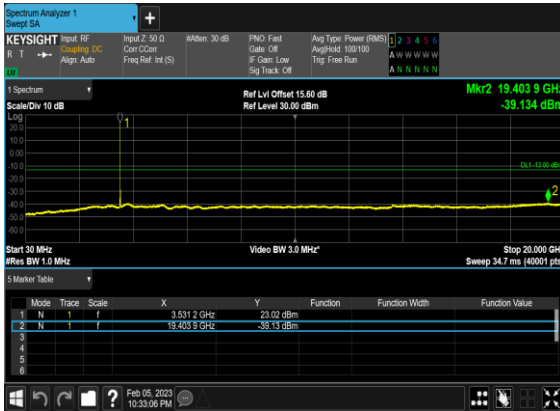 Spectrum Analyzer 1
Swept SA
+
KEYSIGHT
R T
Input: RF
Coupling: DC
Align: Auto
Input Z: 50 Ω
Corr CCorr
Freq Ref: Int (S)
#Atten: 30 dB
PNO: Fast
Gate: Off
IF Gain: Low
Sig Track: Off
Avg Type: Power (RMS)
Avg|Hold: 100/100
Trig: Free Run
1 2 3 4 5 6
A W W W W W
A N N N N N
1 Spectrum
Scale/Div 10 dB
Ref Lvl Offset 15.60 dB
Ref Level 30.00 dBm
Mkr2 19.403 9 GHz
-39.134 dBm
Log
20.0
10.0
0.00
-10.0
-20.0
-30.0
-40.0
-50.0
-60.0
1
DL1 -13.00 dBm
2
Start 30 MHz
#Res BW 1.0 MHz
Video BW 3.0 MHz*
Stop 20.000 GHz
Sweep 34.7 ms (40001 pts)
5 Marker Table
Mode Trace Scale X Y Function Function Width Function Value
1 N 1 f 3.531 2 GHz 23.02 dBm
2 N 1 f 19.403 9 GHz -39.13 dBm
3
4
5
6
?
Feb 05, 2023
10:33:06 PM